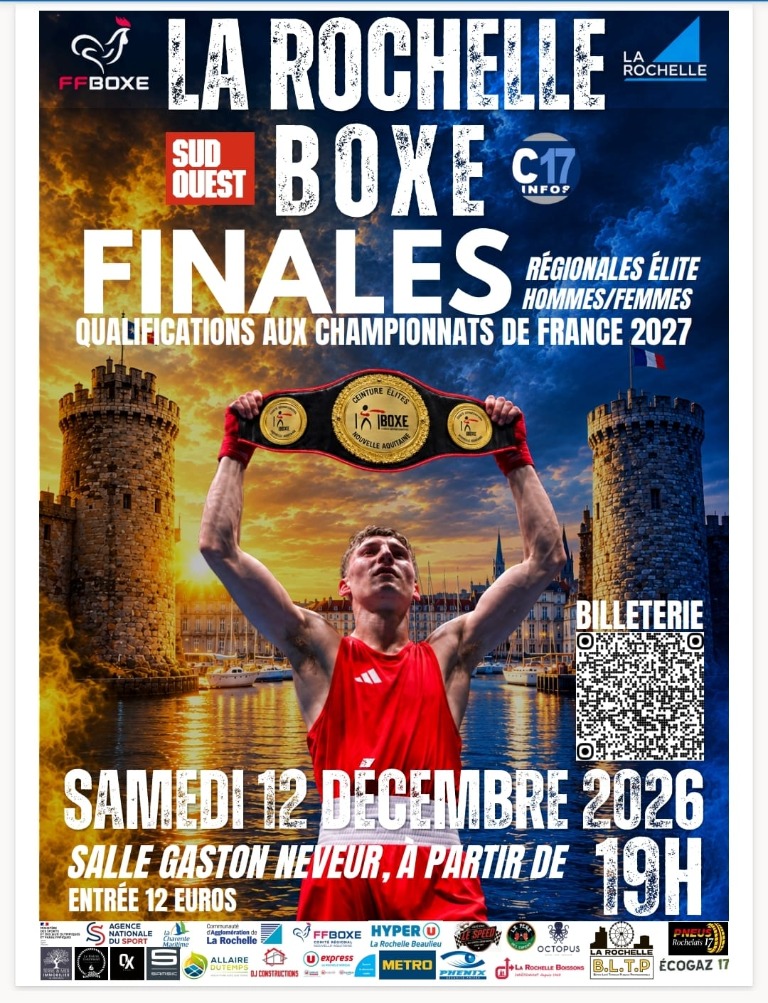 FFBOXE
LA ROCHELLE
LA
ROCHELLE
SUD
OUEST
BOXE
C17
INFOS
FINALES
RÉGIONALES ÉLITE
HOMMES/FEMMES
QUALIFICATIONS AUX CHAMPIONNATS DE FRANCE 2027
CEINTURE ÉLITES
BOXE
NOUVELLE AQUITAINE
BILLETERIE
SAMEDI 12 DÉCEMBRE 2026
SALLE GASTON NEVEUR, À PARTIR DE
19H
ENTRÉE 12 EUROS
AGENCE
NATIONALE
DU SPORT
la Charente
Maritime
Communauté
d'Agglomération de
La Rochelle
FFBOXE
HYPER U
La Rochelle Beaulieu
OCTOPUS
LA ROCHELLE
B.L.T.P
PNEUS
Rochelais 17
SAMSIC
ALLAIRE
DUTEMPS
DJ CONSTRUCTIONS
U express
METRO
PHENIX
LA ROCHELLE BOISSONS
ÉCOGAZ 17